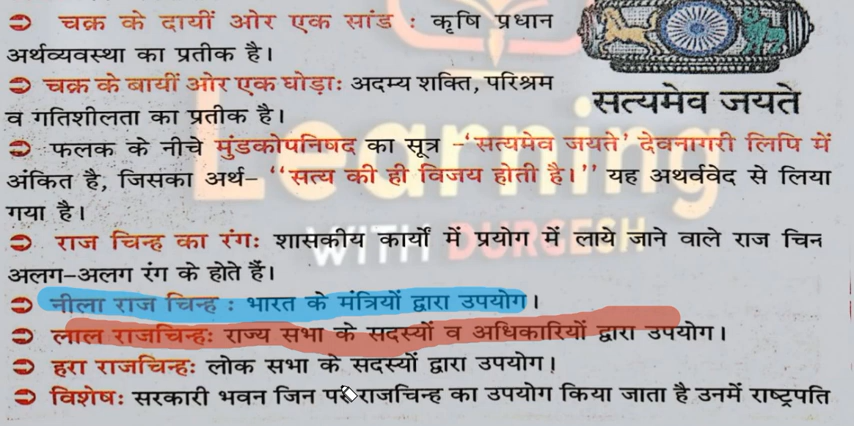 ➲ चक्र के दायीं ओर एक सांड : कृषि प्रधान
अर्थव्यवस्था का प्रतीक है।
➲ चक्र के बायीं ओर एक घोड़ाः अदम्य शक्ति, परिश्रम
व गतिशीलता का प्रतीक है।
सत्यमेव जयते
➲ फलक के नीचे मुंडकोपनिषद का सूत्र –‘सत्यमेव जयते’ देवनागरी लिपि में
अंकित है, जिसका अर्थ– ‘‘सत्य की ही विजय होती है।’’ यह अथर्ववेद से लिया
गया है।
➲ राज चिन्ह का रंगः शासकीय कार्यों में प्रयोग में लाये जाने वाले राज चिन
अलग–अलग रंग के होते हैं।
➲ नीला राज चिन्ह : भारत के मंत्रियों द्वारा उपयोग।
➲ लाल राजचिन्हः राज्य सभा के सदस्यों व अधिकारियों द्वारा उपयोग।
➲ हरा राजचिन्हः लोक सभा के सदस्यों द्वारा उपयोग।
➲ विशेषः सरकारी भवन जिन पर राजचिन्ह का उपयोग किया जाता है उनमें राष्ट्रपति
Learning
WITH DURGESH